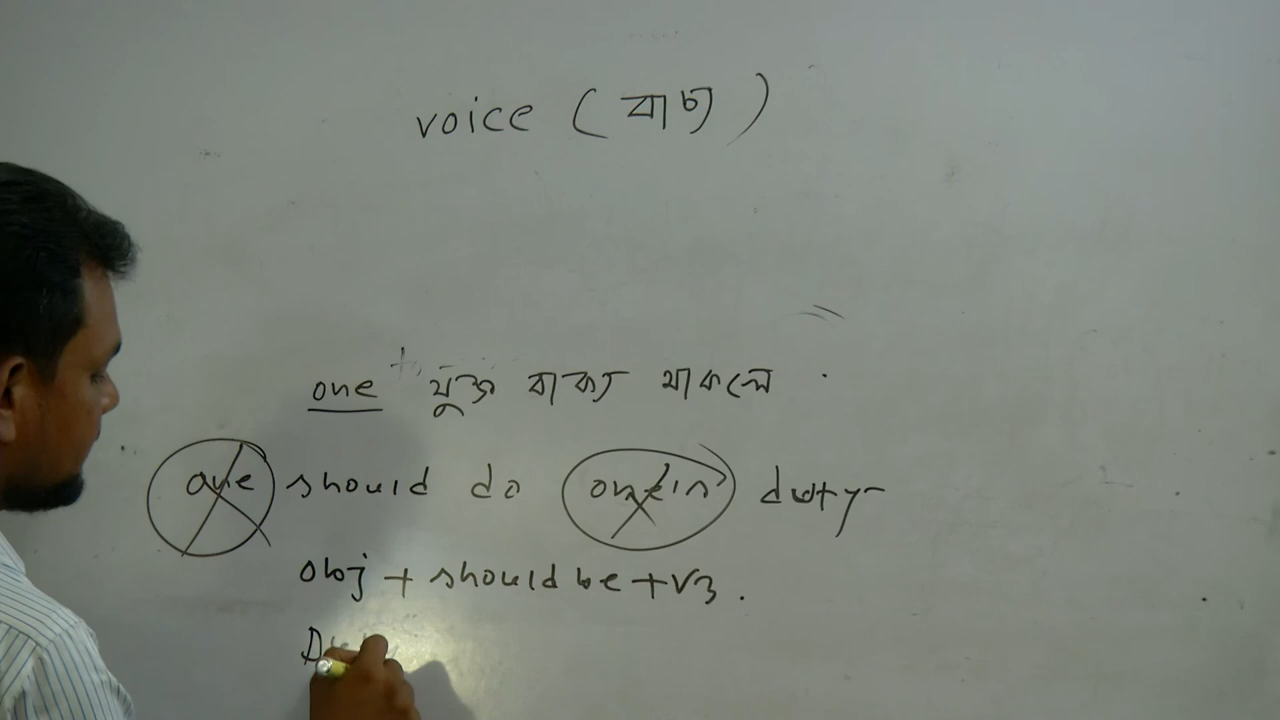 voice (বাচ্য)
one যুক্ত বাক্য থাকলে
one should do one's duty
obj + should be + V3.